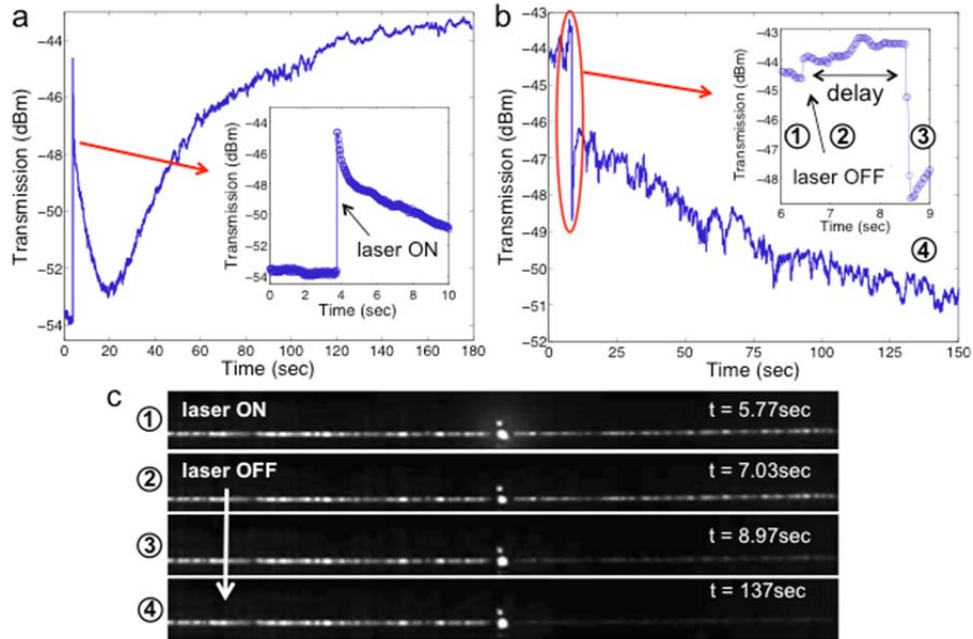 a
Transmission (dBm)
−44
−46
−48
−50
−52
−54
0 20 40 60 80 100 120 140 160 180
Time (sec)
Transmission (dBm)
−44
−46
−48
−50
−52
−54
0 2 4 6 8 10
Time (sec)
laser ON
b
Transmission (dBm)
−43
−44
−45
−46
−47
−48
−49
−50
−51
−52
0 25 50 75 100 125 150
Time (sec)
Transmission (dBm)
−43
−44
−45
−46
−47
−48
6 7 8 9
Time (sec)
delay
① ② ③
laser OFF
④
c
① laser ON t = 5.77sec
② laser OFF t = 7.03sec
③ t = 8.97sec
④ t = 137sec